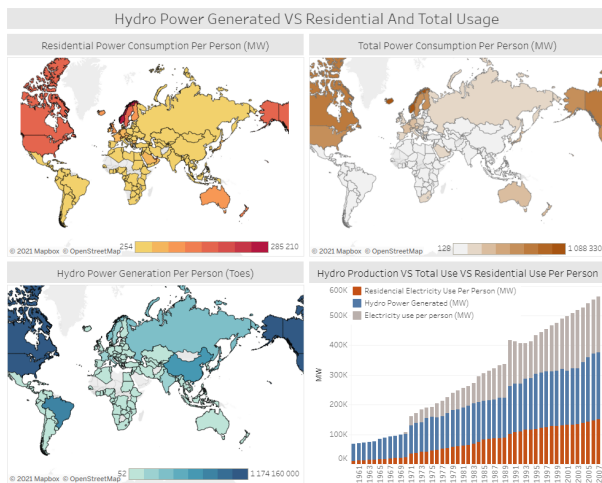 Hydro Power Generated VS Residential And Total Usage
Residential Power Consumption Per Person (MW)
© 2021 Mapbox © OpenStreetMap
254
285 210
Total Power Consumption Per Person (MW)
© 2021 Mapbox © OpenStreetMap
128
1 088 330
Hydro Power Generation Per Person (Toes)
© 2021 Mapbox © OpenStreetMap
52
1 174 160 000
Hydro Production VS Total Use VS Residential Use Per Person
Residencial Electricity Use Per Person (MW)
Hydro Power Generated (MW)
Electricity use per person (MW)
600K
500K
400K
300K
200K
100K
0K
MW
1961
1963
1965
1967
1969
1971
1973
1975
1977
1979
1981
1983
1985
1987
1989
1991
1993
1995
1997
1999
2001
2003
2005
2007